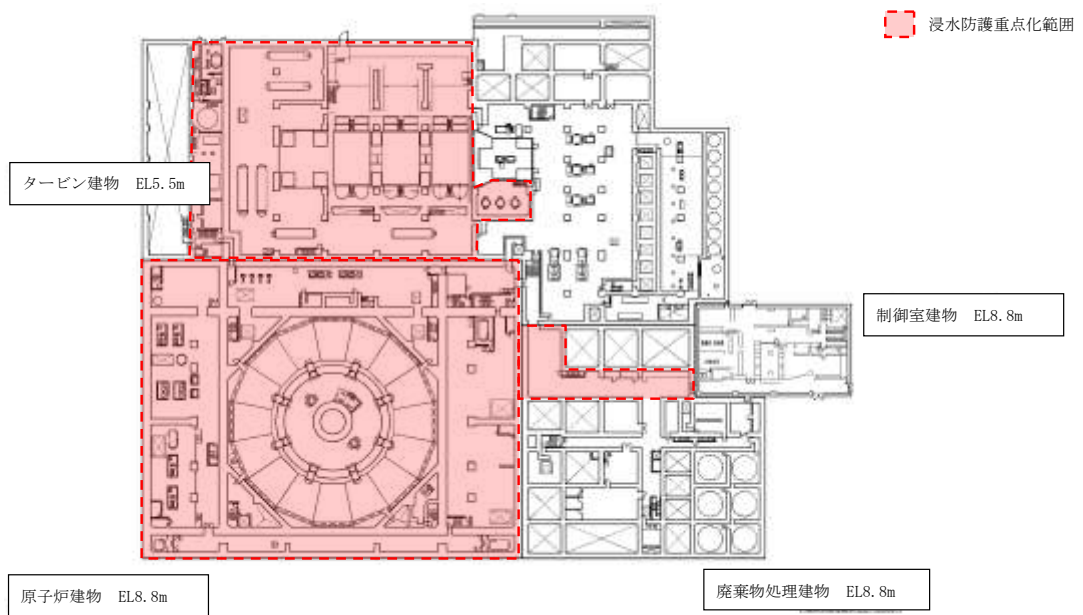 浸水防護重点化範囲
タービン建物　EL5.5m
制御室建物　EL8.8m
原子炉建物　EL8.8m
廃棄物処理建物　EL8.8m